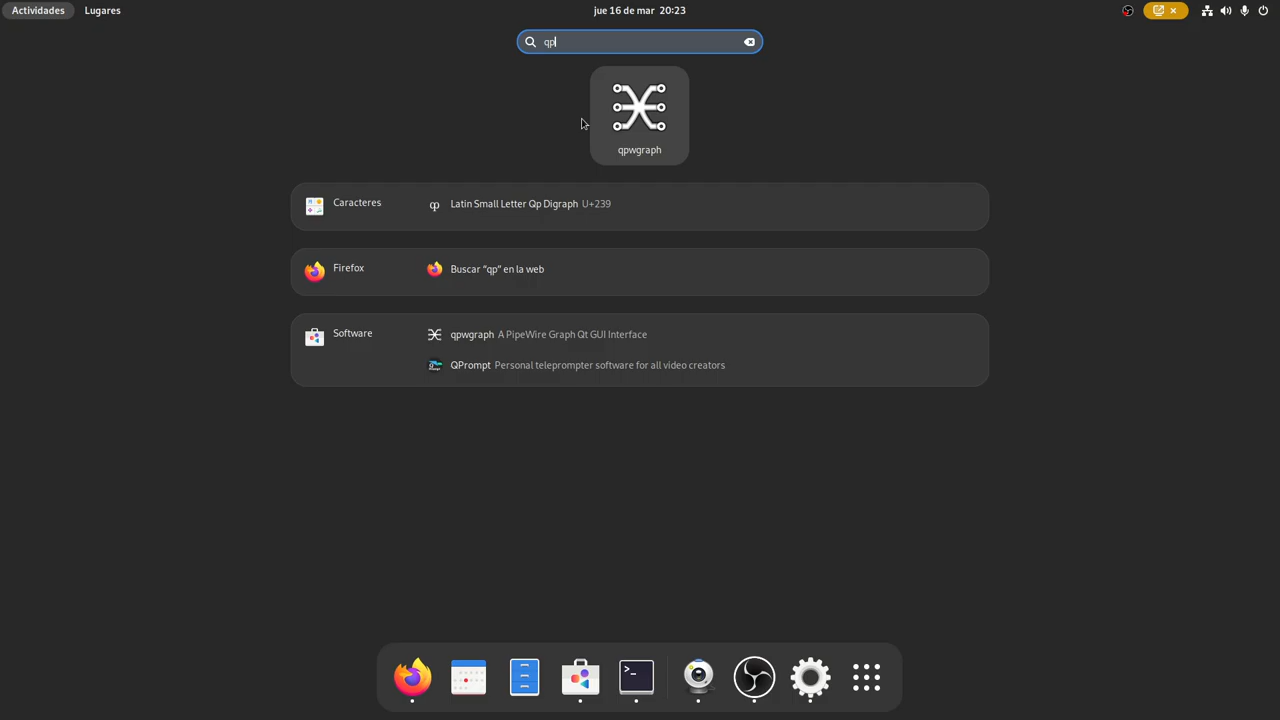 Actividades Lugares jue 16 de mar 20:23
qp
qpwgraph
Caracteres ȹ Latin Small Letter Qp Digraph U+239
Firefox Buscar “qp” en la web
Software qpwgraph A PipeWire Graph Qt GUI Interface
QPrompt Personal teleprompter software for all video creators